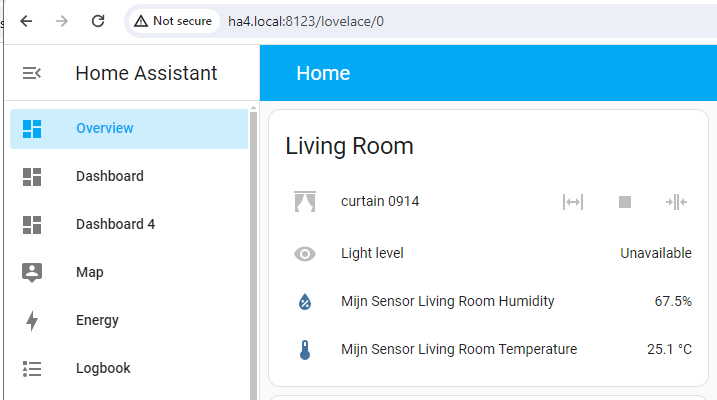 Not secure ha4.local:8123/lovelace/0
Home Assistant
Home
Overview
Dashboard
Dashboard 4
Map
Energy
Logbook
Living Room
curtain 0914
Light level Unavailable
Mijn Sensor Living Room Humidity 67.5%
Mijn Sensor Living Room Temperature 25.1 °C